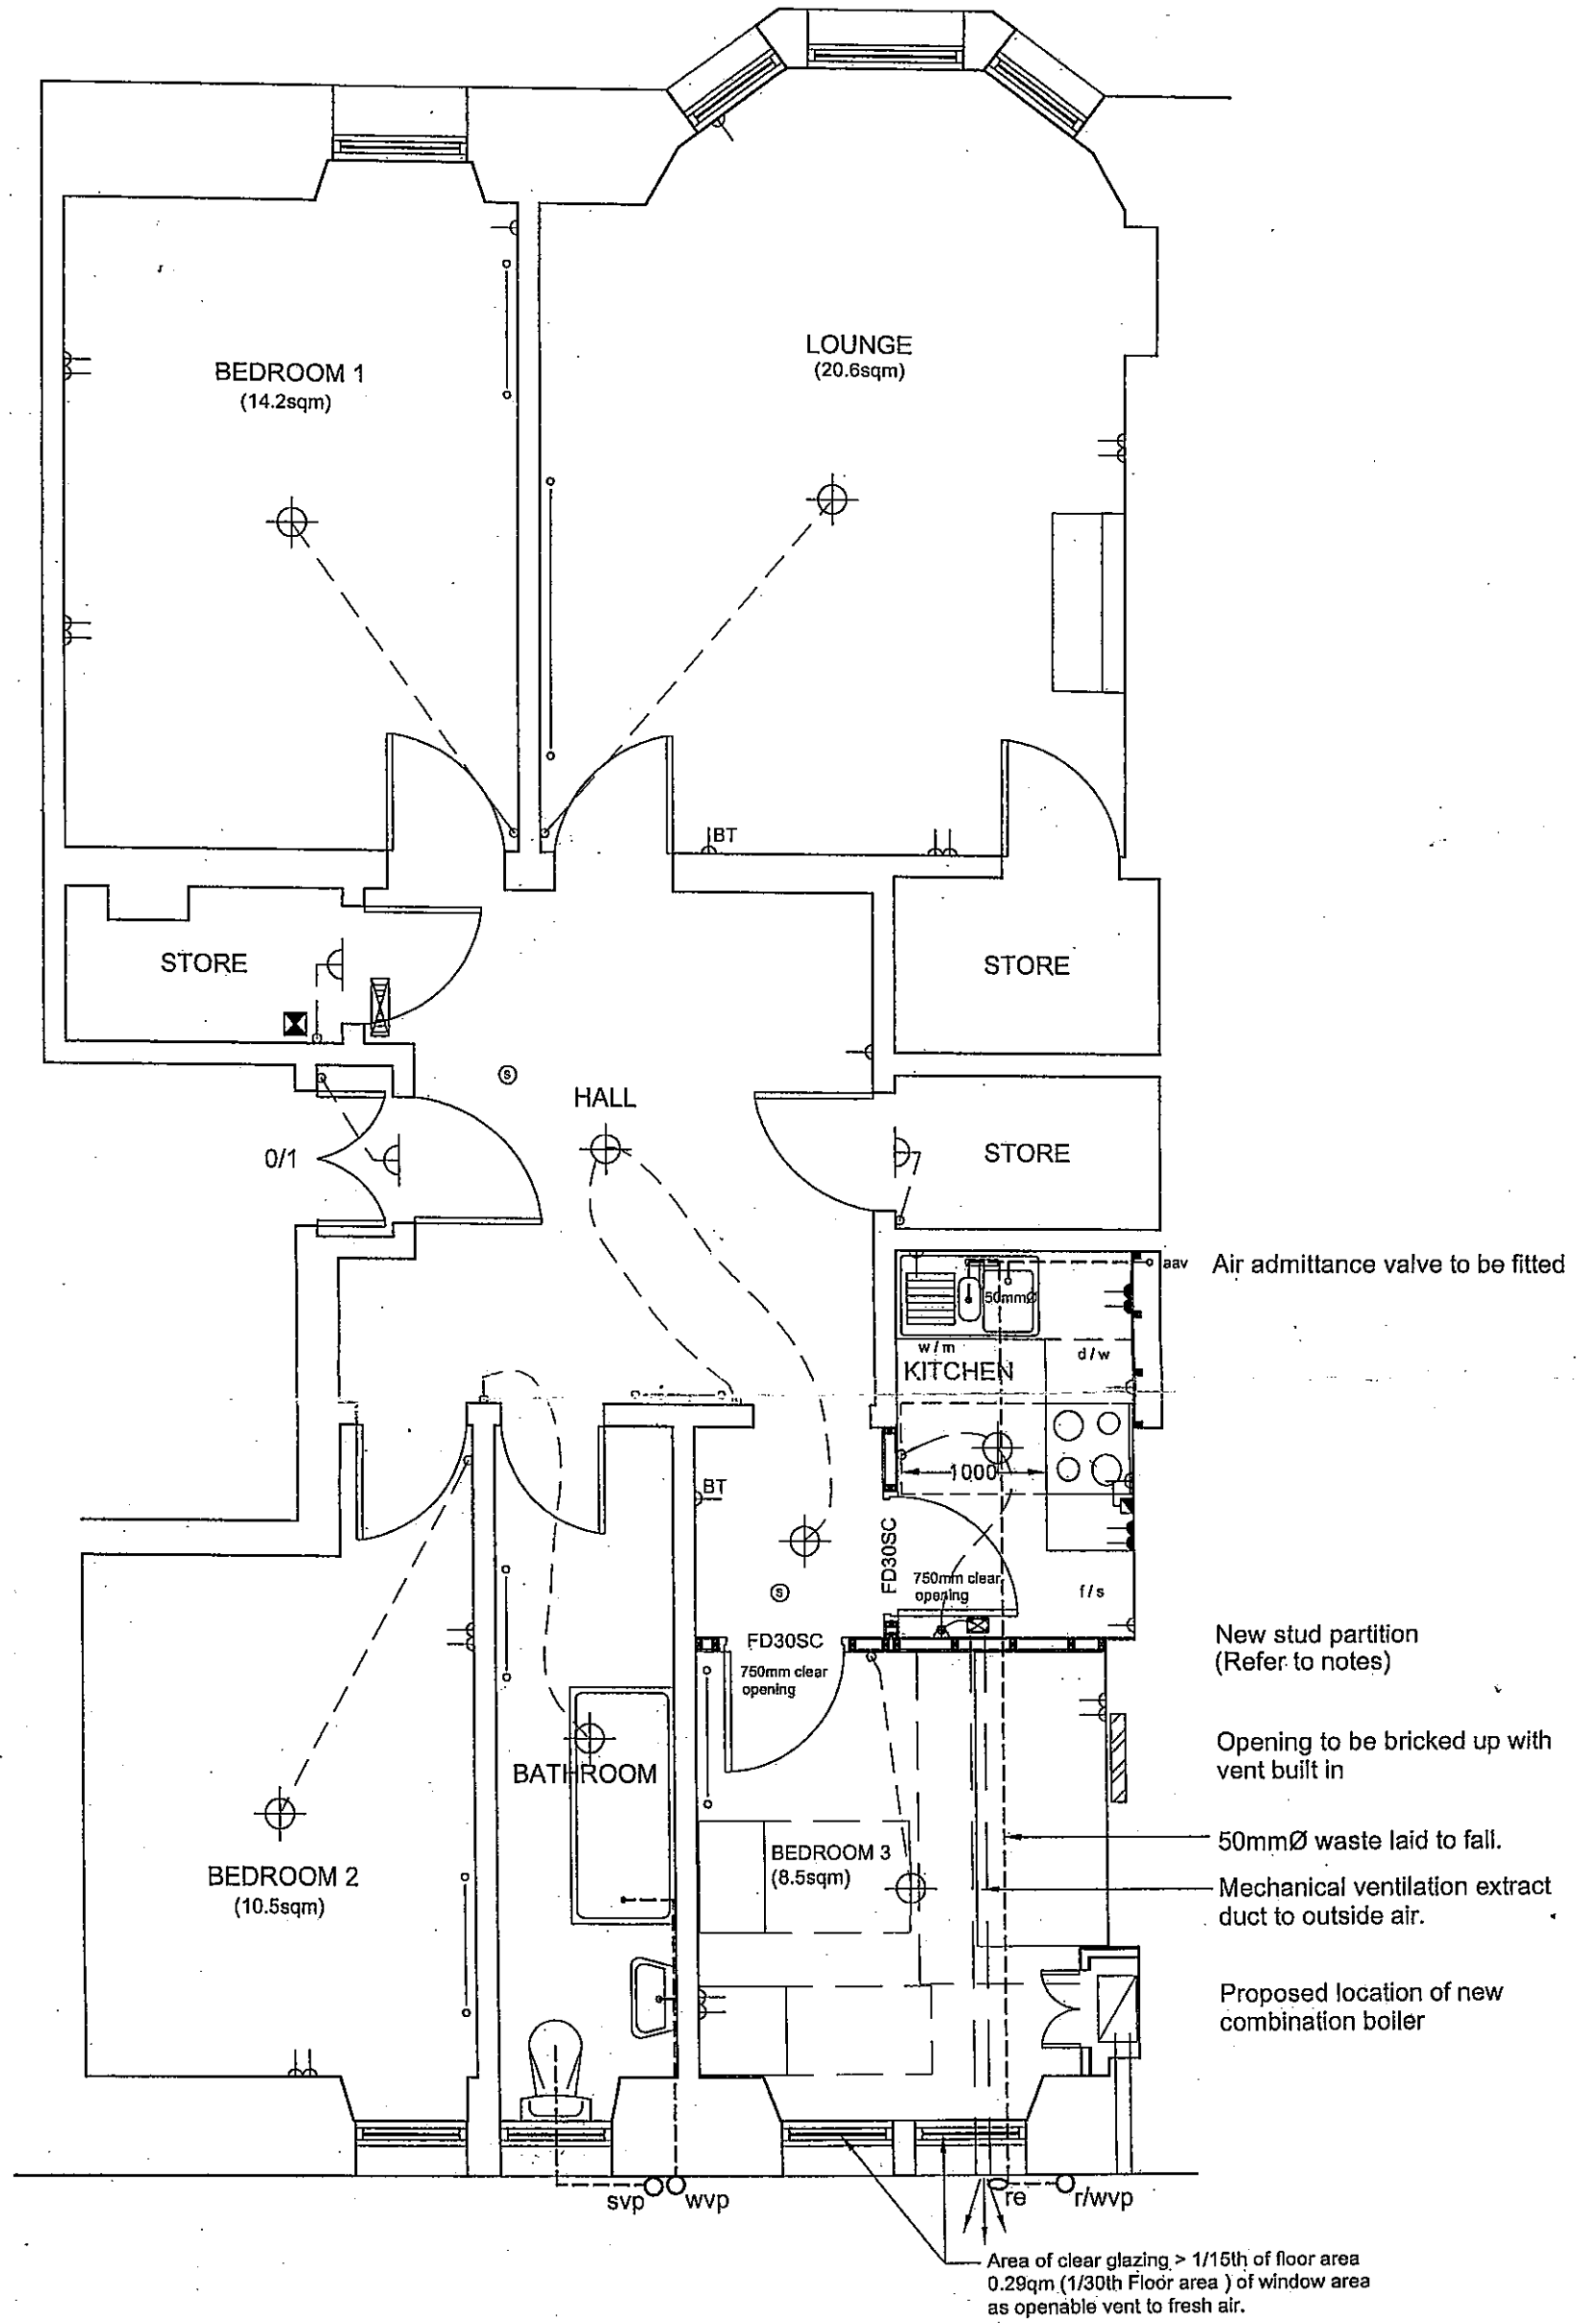 BEDROOM 1
(14.2sqm)
LOUNGE
(20.6sqm)
BT
STORE
STORE
S
HALL
0/1
STORE
aav
Air admittance valve to be fitted
50mmØ
w/m
d/w
KITCHEN
1000
BT
FD30SC
750mm clear
opening
f/s
S
FD30SC
750mm clear
opening
New stud partition
(Refer to notes)
Opening to be bricked up with
vent built in
BATHROOM
50mmØ waste laid to fall.
BEDROOM 3
(8.5sqm)
BEDROOM 2
(10.5sqm)
Mechanical ventilation extract
duct to outside air.
Proposed location of new
combination boiler
svp
wvp
re
r/wvp
Area of clear glazing > 1/15th of floor area
0.29qm (1/30th Floor area ) of window area
as openable vent to fresh air.